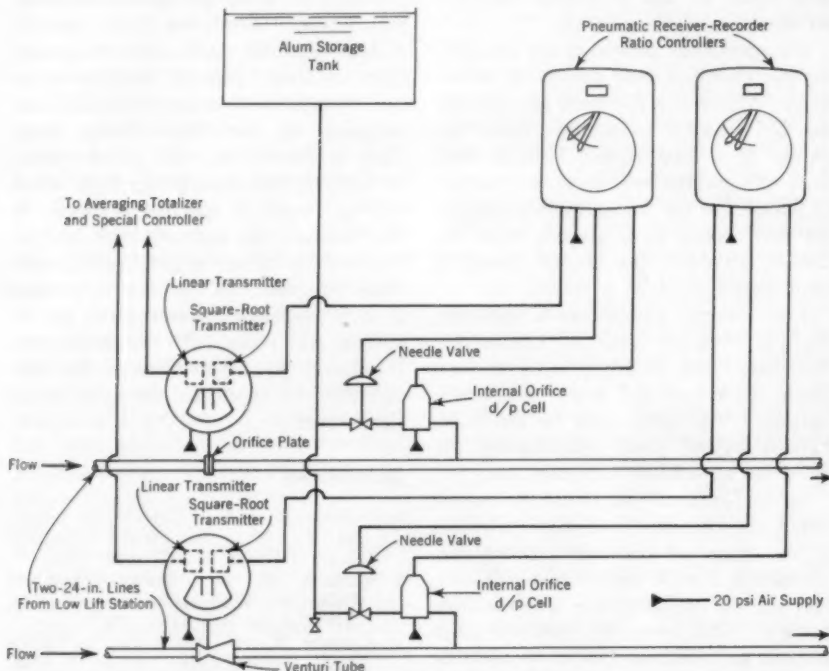 Alum Storage
Tank
Pneumatic Receiver-Recorder
Ratio Controllers
To Averaging Totalizer
and Special Controller
Linear Transmitter
Square-Root
Transmitter
Needle Valve
Internal Orifice
d/p Cell
Orifice Plate
Flow
Linear Transmitter
Square-Root
Transmitter
Needle Valve
Two-24-in. Lines
From Low Lift Station
Internal Orifice
d/p Cell
20 psi Air Supply
Flow
Venturi Tube